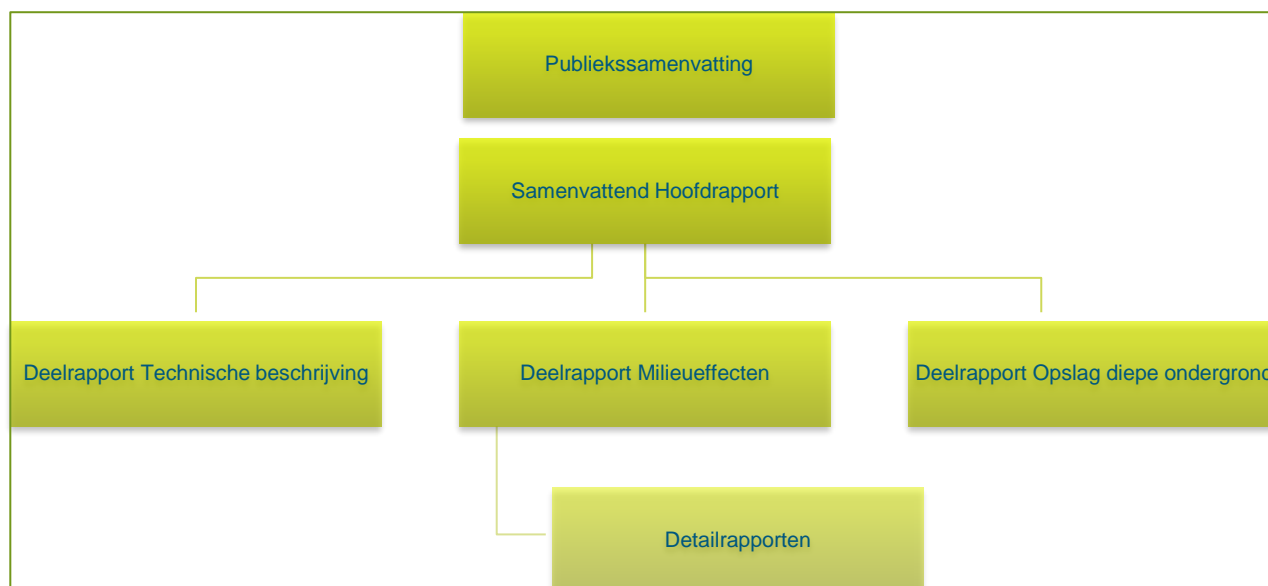 Publiekssamenvatting
Samenvattend Hoofdrapport
Deelrapport Technische beschrijving
Deelrapport Milieueffecten
Deelrapport Opslag diepe ondergrond
Detailrapporten